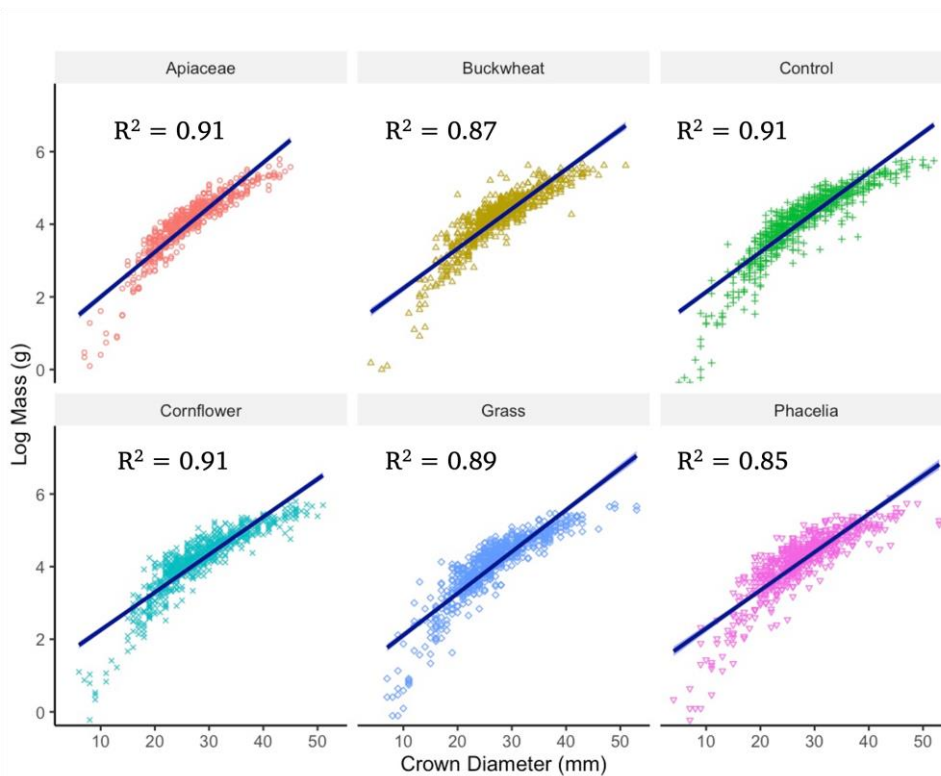 Apiaceae Buckwheat Control
R² = 0.91 R² = 0.87 R² = 0.91
6
4
2
0
Cornflower Grass Phacelia
R² = 0.91 R² = 0.89 R² = 0.85
6
4
2
0
10 20 30 40 50 10 20 30 40 50 10 20 30 40 50
Log Mass (g)
Crown Diameter (mm)